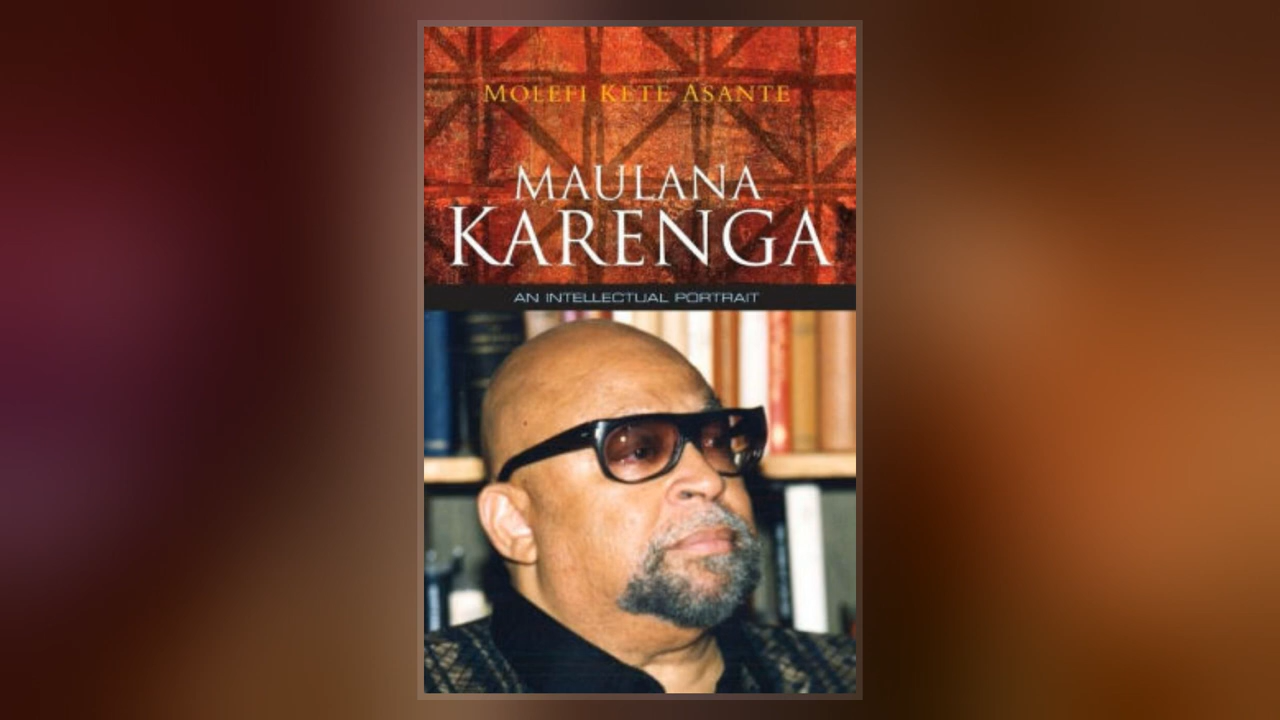 MOLEFI KETE ASANTE
MAULANA
KARENGA
AN INTELLECTUAL PORTRAIT